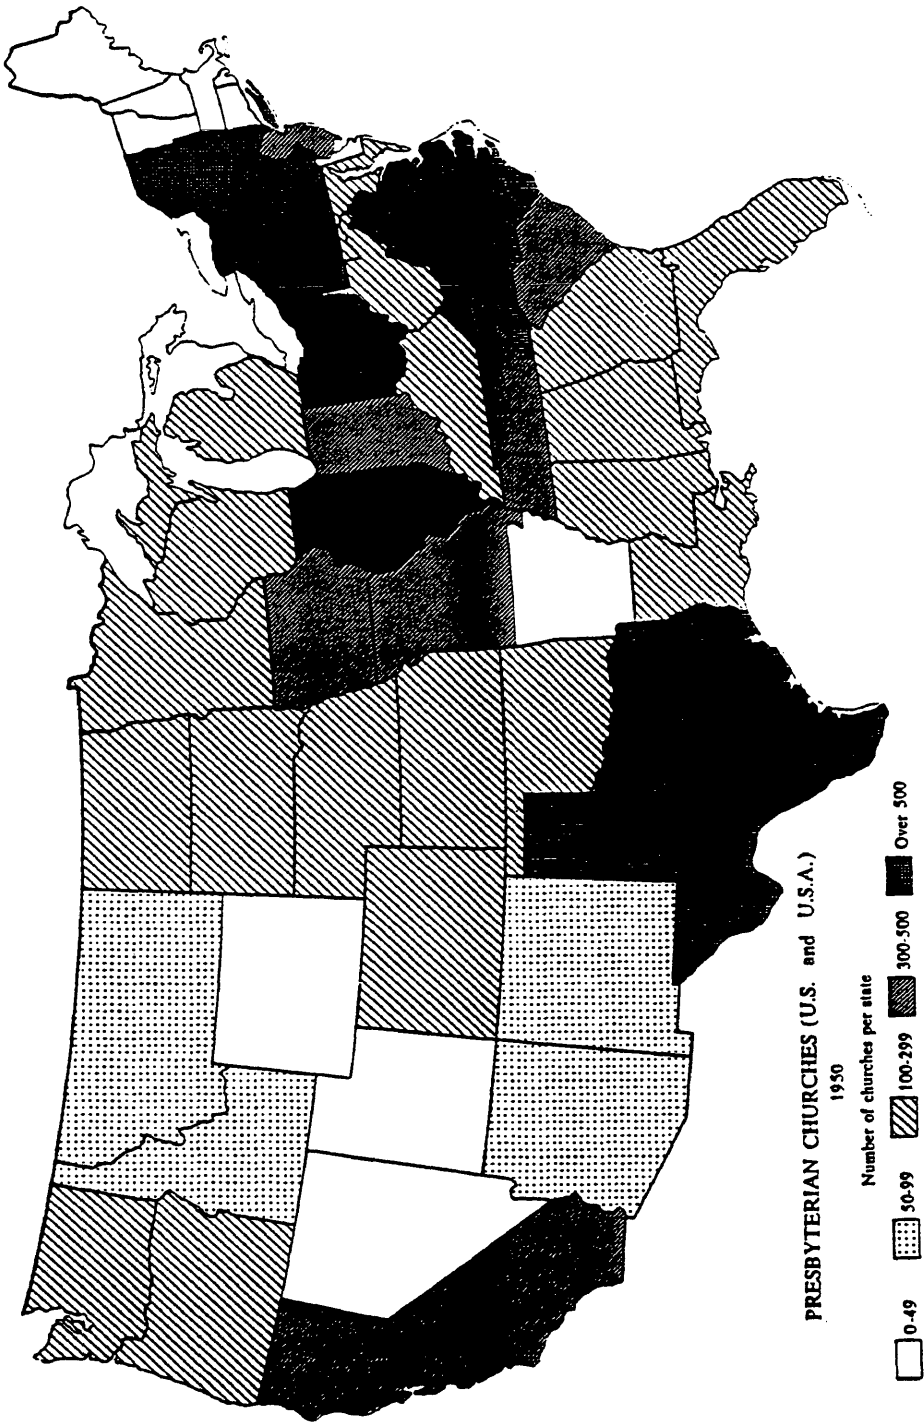 PRESBYTERIAN CHURCHES (U.S. and U.S.A.)
1950
Number of churches per state
0-49 50-99 100-299 300-500 Over 500